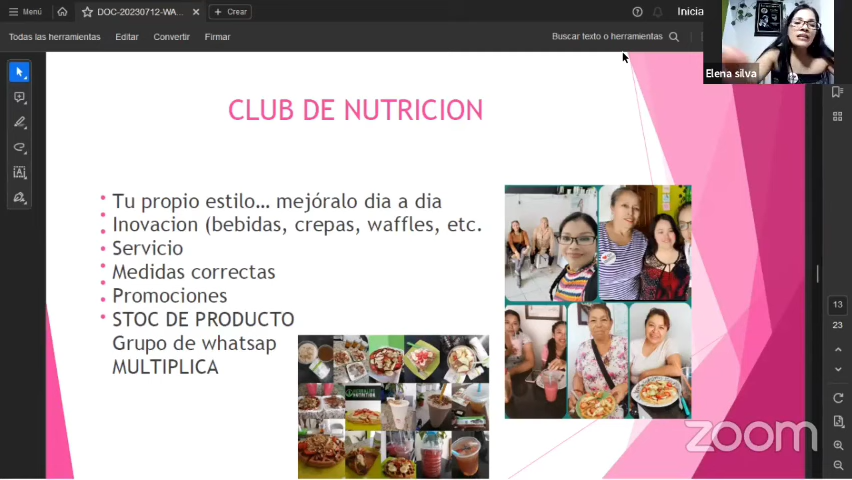 Menú
DOC-20230712-WA...
Crear
Inicia
Todas las herramientas
Editar
Convertir
Firmar
Buscar texto o herramientas
Elena silva
CLUB DE NUTRICION
Tu propio estilo... mejóralo dia a dia
Inovacion (bebidas, crepas, waffles, etc.
Servicio
Medidas correctas
Promociones
STOC DE PRODUCTO
Grupo de whatsap
MULTIPLICA
13
23
zoom